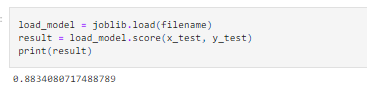 load_model = joblib.load(filename)
result = load_model.score(x_test, y_test)
print(result)
0.8834080717488789